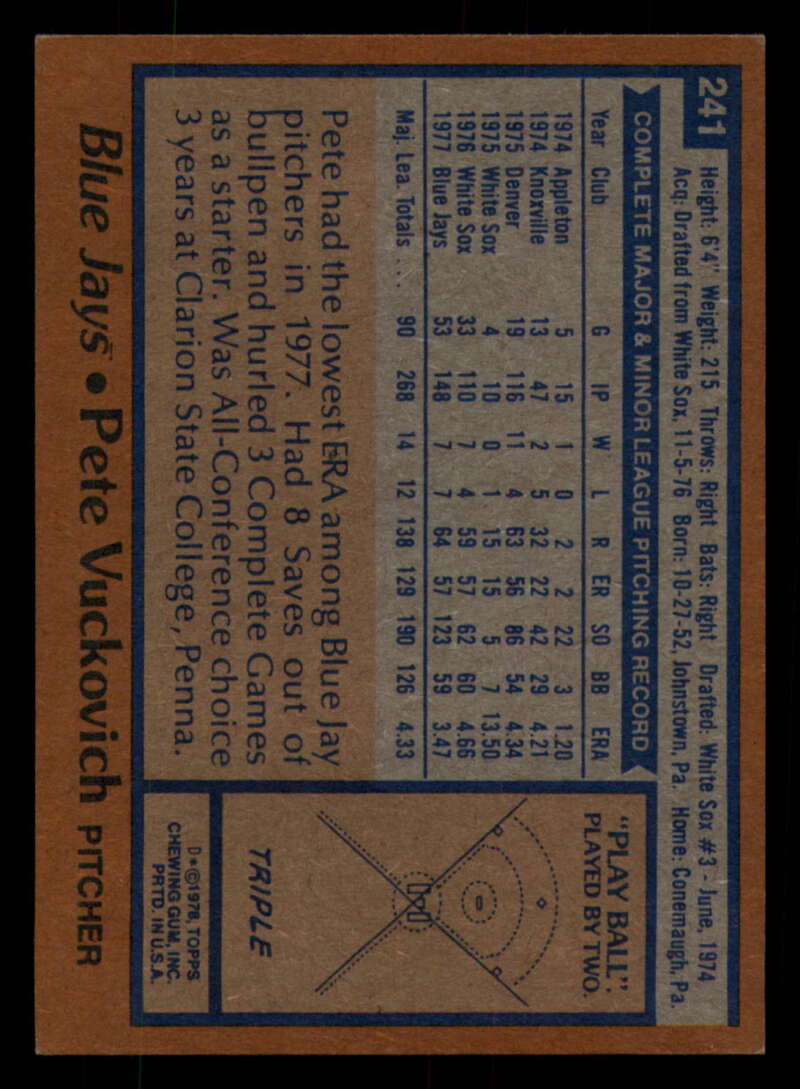 241
Height: 6'4" Weight: 215 Throws: Right Bats: Right Drafted: White Sox #3 - June, 1974
Acq: Drafted from White Sox, 11-5-76 Born: 10-27-52, Johnstown, Pa. Home: Conemaugh, Pa.
COMPLETE MAJOR & MINOR LEAGUE PITCHING RECORD
Year Club G IP W L R ER SO BB ERA
1974 Appleton 5 15 1 0 2 2 22 3 1.20
1974 Knoxville 13 47 2 5 32 22 42 29 4.21
1975 Denver 19 116 11 4 63 56 86 54 4.34
1975 White Sox 4 10 0 1 15 15 5 7 13.50
1976 White Sox 33 110 7 4 59 57 62 60 4.66
1977 Blue Jays 53 148 7 7 64 57 123 59 3.47
Maj. Lea. Totals . . . 90 268 14 12 138 129 190 126 4.33
Pete had the lowest ERA among Blue Jay
pitchers in 1977. Had 8 Saves out of
bullpen and hurled 3 Complete Games
as a starter. Was All-Conference choice
3 years at Clarion State College, Penna.
"PLAY BALL":
PLAYED BY TWO.
TRIPLE
D*©1978, TOPPS
CHEWING GUM, INC.
PRTD. IN U.S.A.
Blue Jays • Pete Vuckovich PITCHER